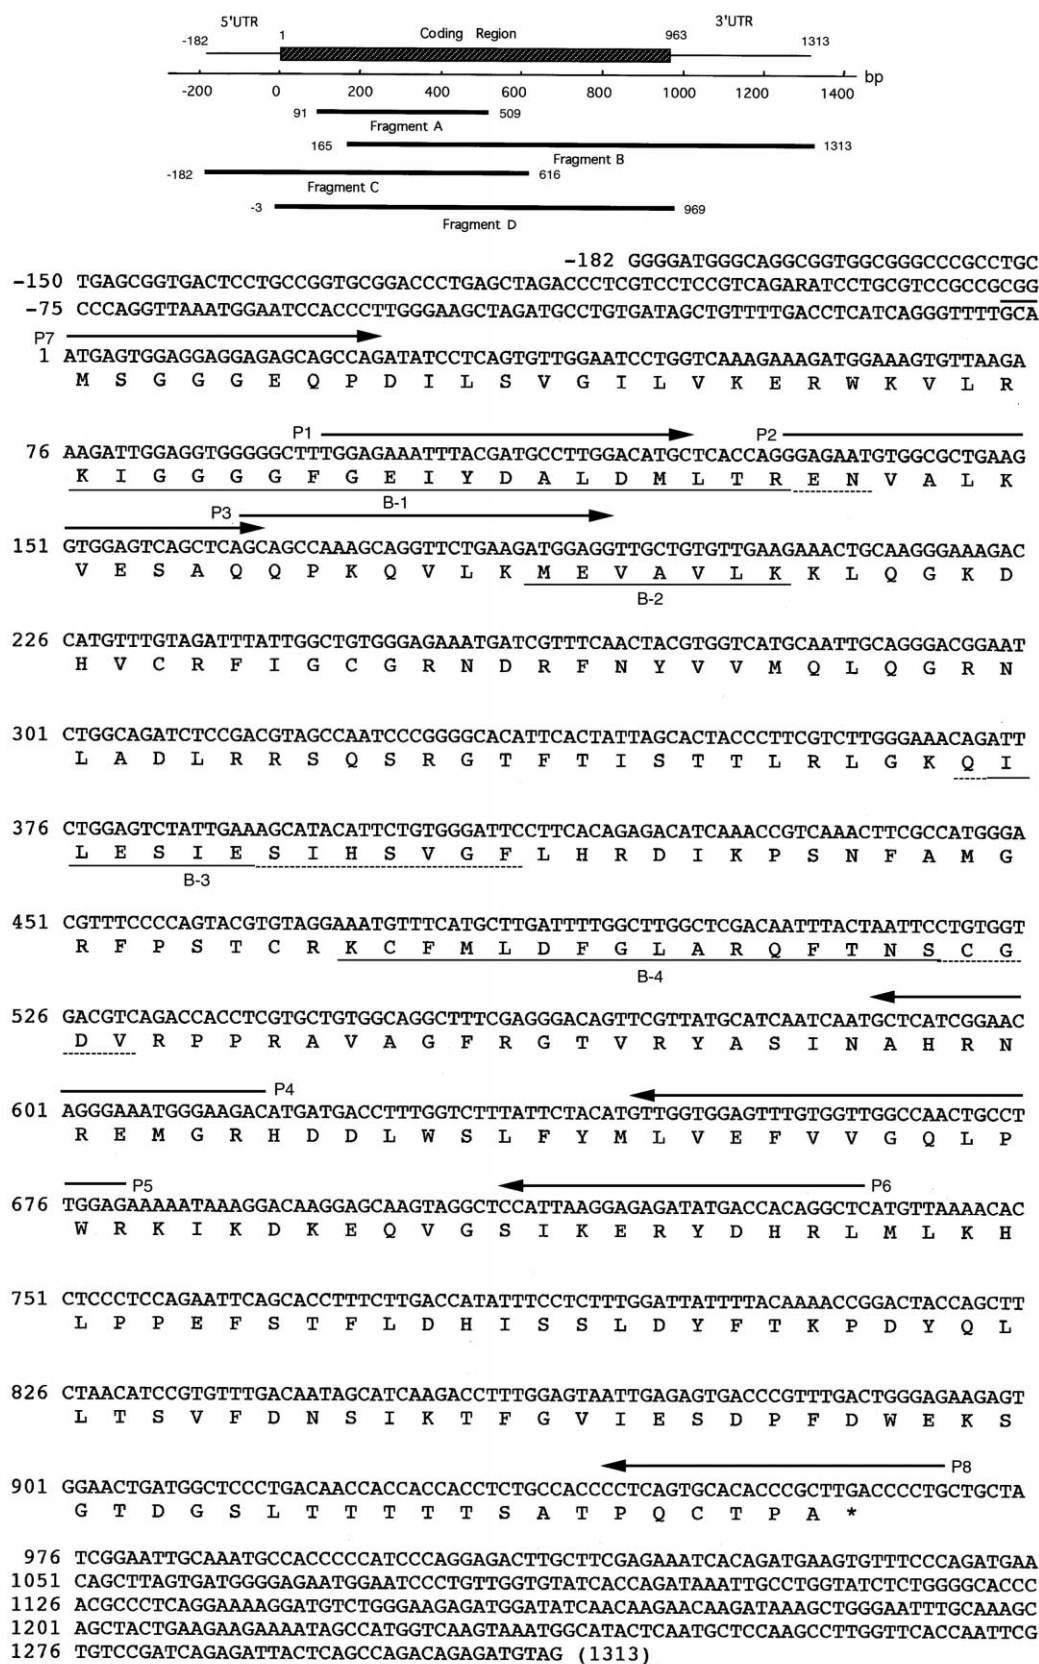 5'UTR 3'UTR
-182 1 Coding Region 963 1313
bp
-200 0 200 400 600 800 1000 1200 1400
91 509
Fragment A
165 1313
Fragment B
-182 616
Fragment C
-3 969
Fragment D
-182 GGGGATGGGCAGGCGGTGGCGGGCCCGCCTGC
-150 TGAGCGGTGACTCCTGCCGGTGCGGACCCTGAGCTAGACCCTCGTCCTCCGTCAGARATCCTGCGTCCGCCGCGG
-75 CCCAGGTTAAATGGAATCCACCCTTGGGAAGCTAGATGCCTGTGATAGCTGTTTTGACCTCATCAGGGTTTTGCA
P7
1 ATGAGTGGAGGAGGAGAGCAGCCAGATATCCTCAGTGTTGGAATCCTGGTCAAAGAAAGATGGAAAGTGTTAAGA
M S G G G E Q P D I L S V G I L V K E R W K V L R
P1 P2
76 AAGATTGGAGGTGGGGGCTTTGGAGAAATTTACGATGCCTTGGACATGCTCACCAGGGAGAATGTGGCGCTGAAG
K I G G G G F G E I Y D A L D M L T R E N V A L K
P3 B-1
151 GTGGAGTCAGCTCAGCAGCCAAAGCAGGTTCTGAAGATGGAGGTTGCTGTGTTGAAGAAACTGCAAGGGAAAGAC
V E S A Q Q P K Q V L K M E V A V L K K L Q G K D
B-2
226 CATGTTTGTAGATTTATTGGCTGTGGGAGAAATGATCGTTTCAACTACGTGGTCATGCAATTGCAGGGACGGAAT
H V C R F I G C G R N D R F N Y V V M Q L Q G R N
301 CTGGCAGATCTCCGACGTAGCCAATCCCGGGGCACATTCACTATTAGCACTACCCTTCGTCTTGGGAAACAGATT
L A D L R R S Q S R G T F T I S T T L R L G K Q I
376 CTGGAGTCTATTGAAAGCATACATTCTGTGGGATTCCTTCACAGAGACATCAAACCGTCAAACTTCGCCATGGGA
L E S I E S I H S V G F L H R D I K P S N F A M G
B-3
451 CGTTTCCCCAGTACGTGTAGGAAATGTTTCATGCTTGATTTTGGCTTGGCTCGACAATTTACTAATTCCTGTGGT
R F P S T C R K C F M L D F G L A R Q F T N S C G
B-4
526 GACGTCAGACCACCTCGTGCTGTGGCAGGCTTTCGAGGGACAGTTCGTTATGCATCAATCAATGCTCATCGGAAC
D V R P P R A V A G F R G T V R Y A S I N A H R N
P4
601 AGGGAAATGGGAAGACATGATGACCTTTGGTCTTTATTCTACATGTTGGTGGAGTTTGTGGTTGGCCAACTGCCT
R E M G R H D D L W S L F Y M L V E F V V G Q L P
P5 P6
676 TGGAGAAAAATAAAGGACAAGGAGCAAGTAGGCTCCATTAAGGAGAGATATGACCACAGGCTCATGTTAAAACAC
W R K I K D K E Q V G S I K E R Y D H R L M L K H
751 CTCCCTCCAGAATTCAGCACCTTTCTTGACCATATTTCCTCTTTGGATTATTTTACAAAACCGGACTACCAGCTT
L P P E F S T F L D H I S S L D Y F T K P D Y Q L
826 CTAACATCCGTGTTTGACAATAGCATCAAGACCTTTGGAGTAATTGAGAGTGACCCGTTTGACTGGGAGAAGAGT
L T S V F D N S I K T F G V I E S D P F D W E K S
P8
901 GGAACTGATGGCTCCCTGACAACCACCACCACCTCTGCCACCCCTCAGTGCACACCCGCTTGACCCCTGCTGCTA
G T D G S L T T T T T S A T P Q C T P A *
976 TCGGAATTGCAAATGCCACCCCCATCCCAGGAGACTTGCTTCGAGAAATCACAGATGAAGTGTTTCCCAGATGAA
1051 CAGCTTAGTGATGGGGAGAATGGAATCCCTGTTGGTGTATCACCAGATAAATTGCCTGGTATCTCTGGGGCACCC
1126 ACGCCCTCAGGAAAAGGATGTCTGGGAAGAGATGGATATCAACAAGAACAAGATAAAGCTGGGAATTTGCAAAGC
1201 AGCTACTGAAGAAGAAAATAGCCATGGTCAAGTAAATGGCATACTCAATGCTCCAAGCCTTGGTTCACCAATTCG
1276 TGTCCGATCAGAGATTACTCAGCCAGACAGAGATGTAG (1313)